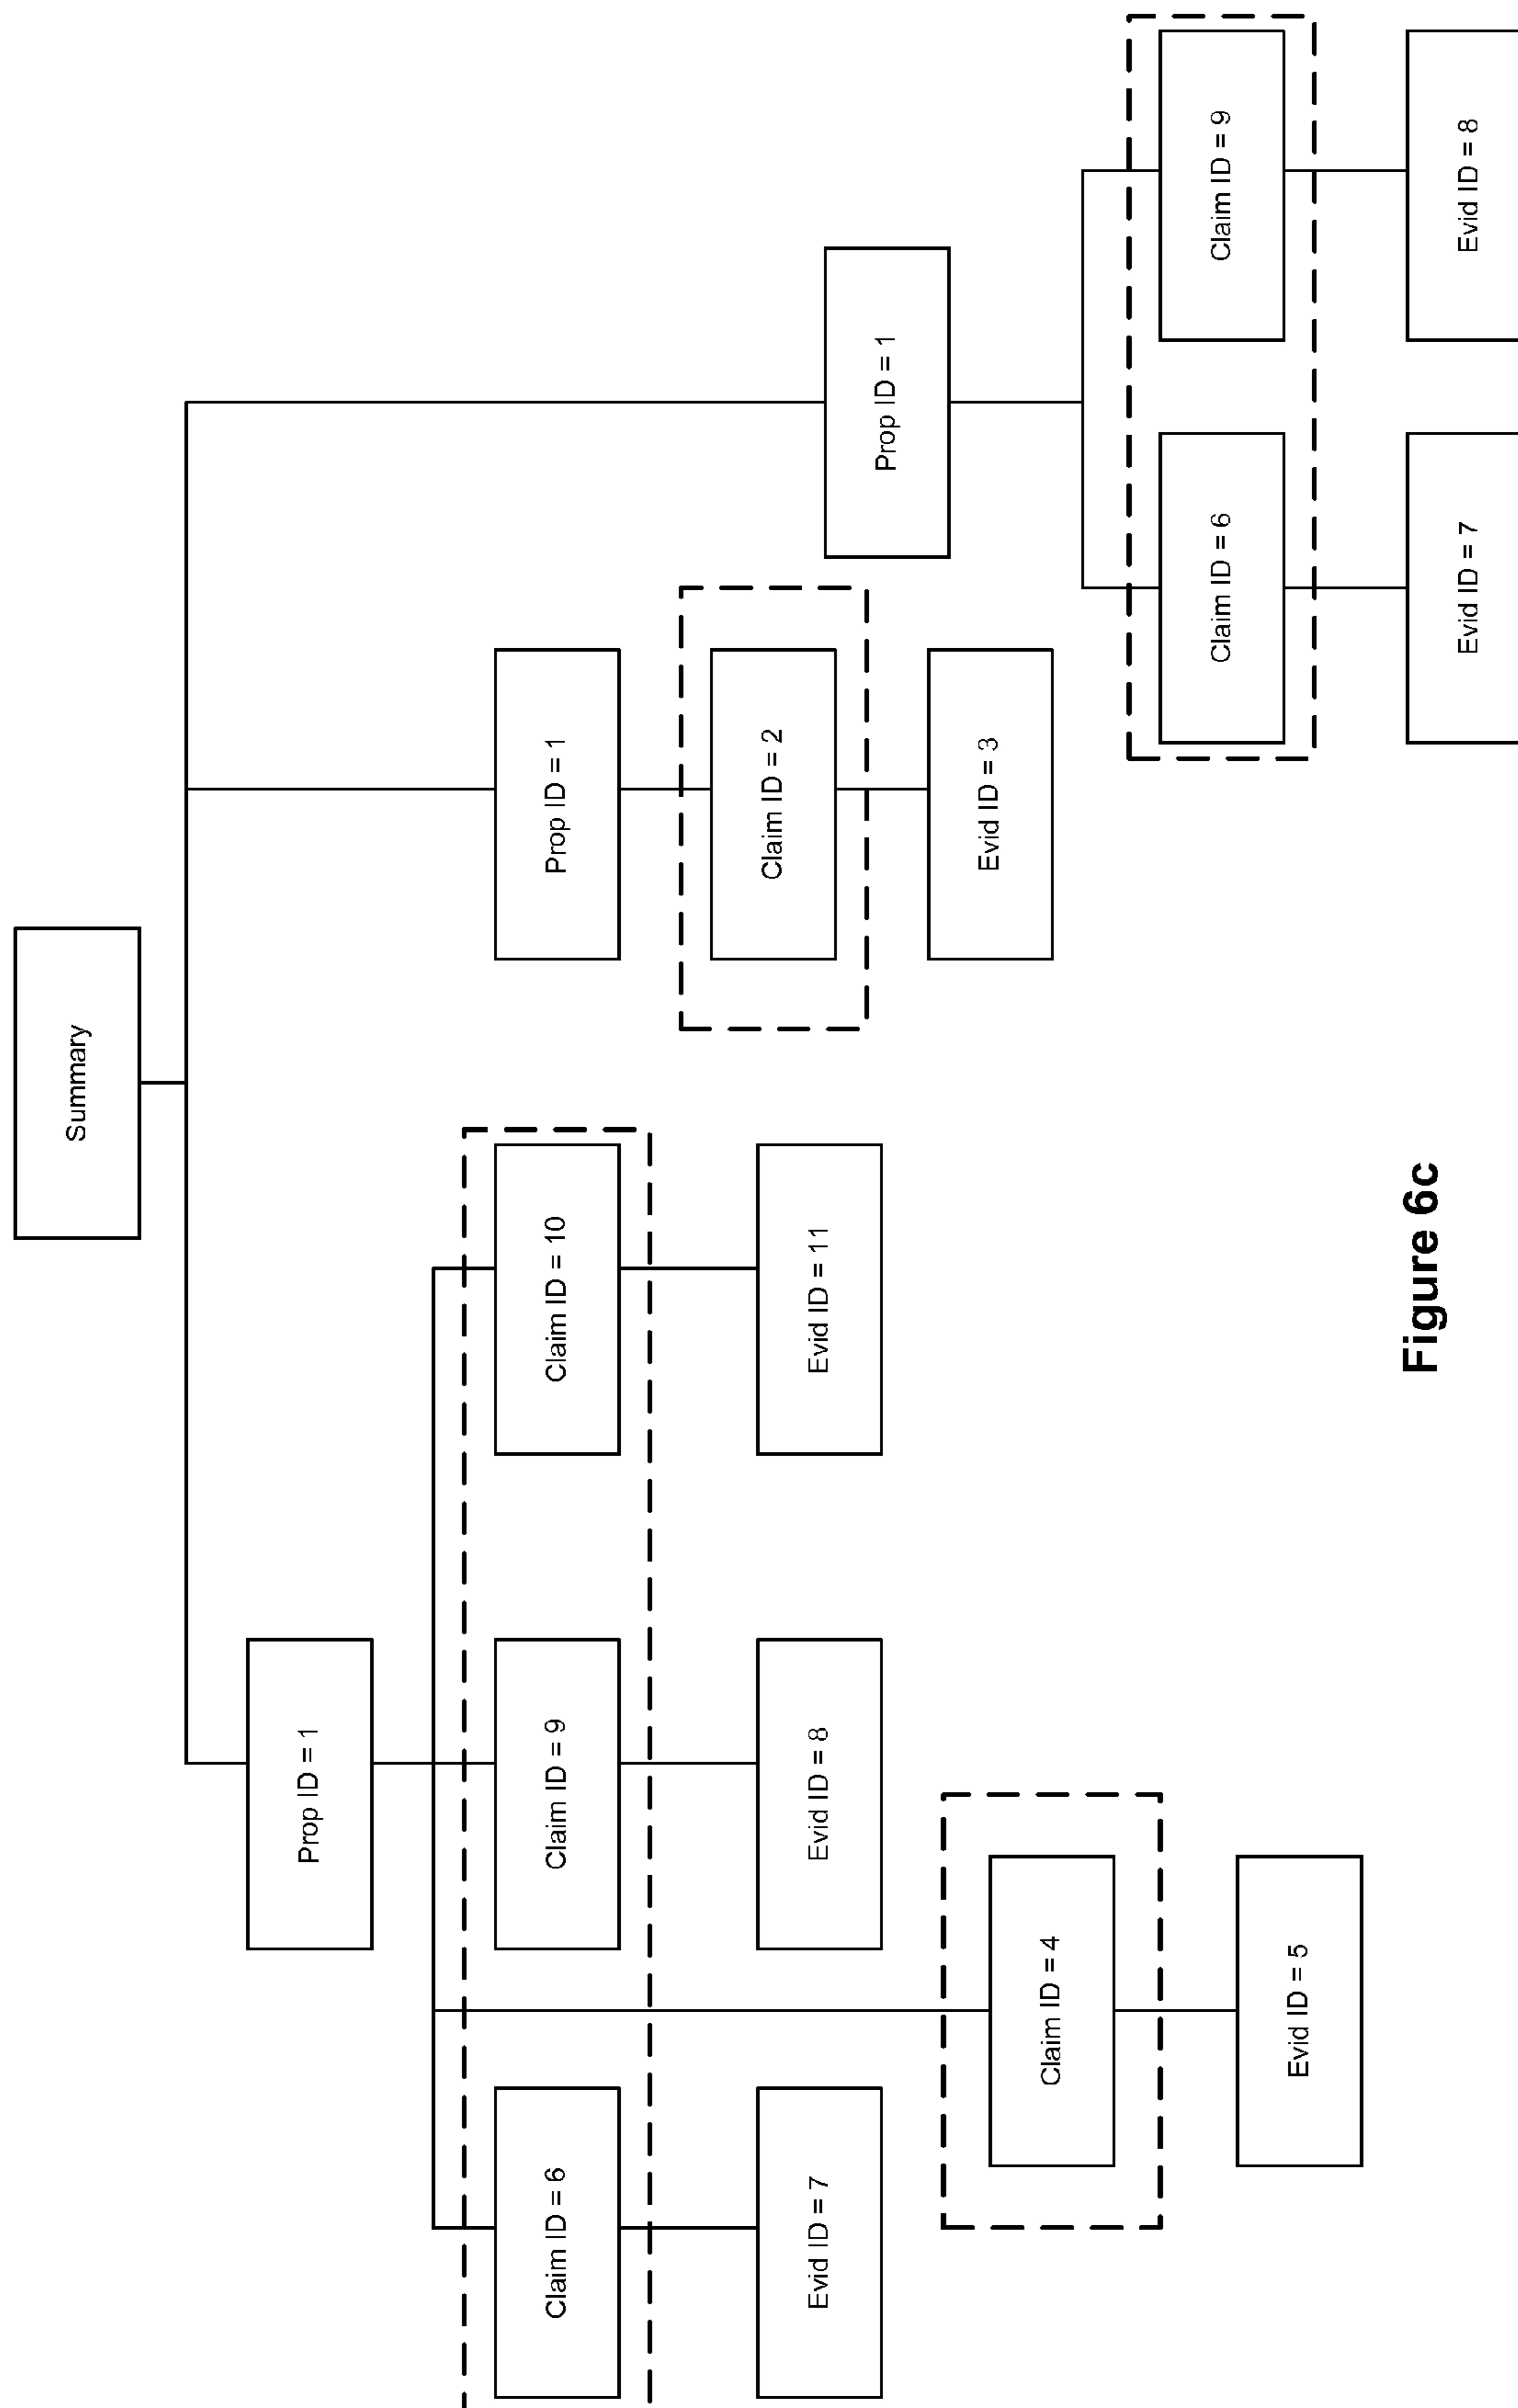 Summary
Prop ID = 1
Prop ID = 1
Prop ID = 1
Claim ID = 6
Claim ID = 9
Claim ID = 10
Claim ID = 2
Evid ID = 7
Evid ID = 8
Evid ID = 11
Evid ID = 3
Claim ID = 4
Claim ID = 6
Claim ID = 9
Evid ID = 5
Evid ID = 7
Evid ID = 8
Figure 6c